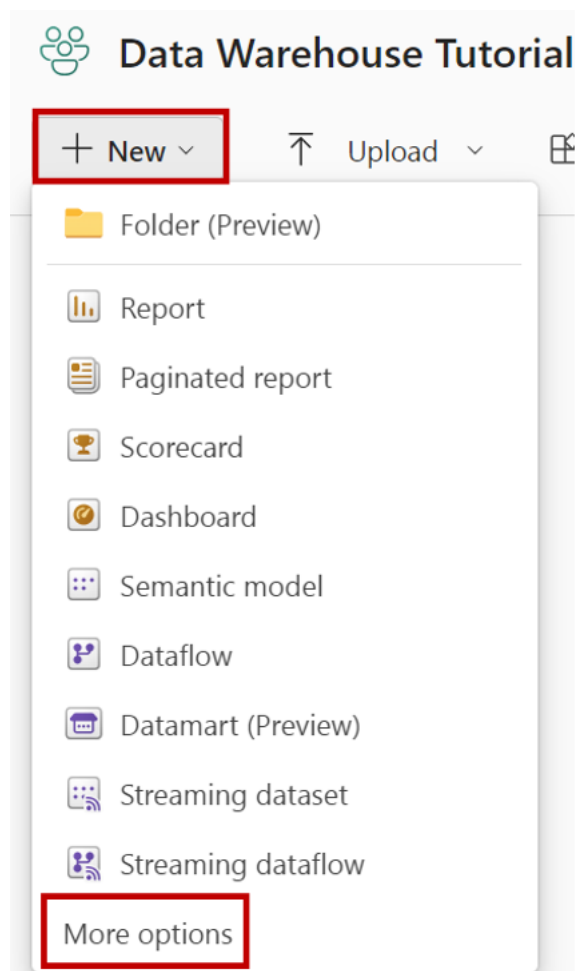 Data Warehouse Tutorial
New
Upload
Folder (Preview)
Report
Paginated report
Scorecard
Dashboard
Semantic model
Dataflow
Datamart (Preview)
Streaming dataset
Streaming dataflow
More options